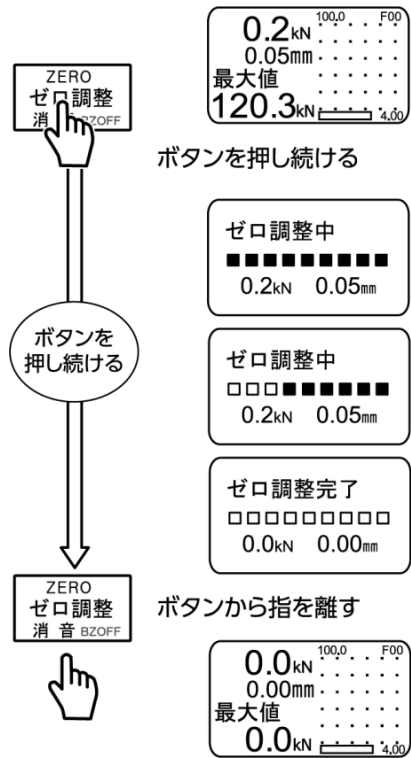 ZERO
ゼロ調整
消 BZOFF
100.0 F00
0.2kN
0.05mm
最大値
120.3kN
4.00
ボタンを押し続ける
ゼロ調整中
■■■■■■■■■
0.2kN 0.05mm
ボタンを
押し続ける
ゼロ調整中
□□□■■■■■■
0.2kN 0.05mm
ゼロ調整完了
□□□□□□□□□
0.0kN 0.00mm
ZERO
ゼロ調整
消 音 BZOFF
ボタンから指を離す
100.0 F00
0.0kN
0.00mm
最大値
0.0kN
4.00